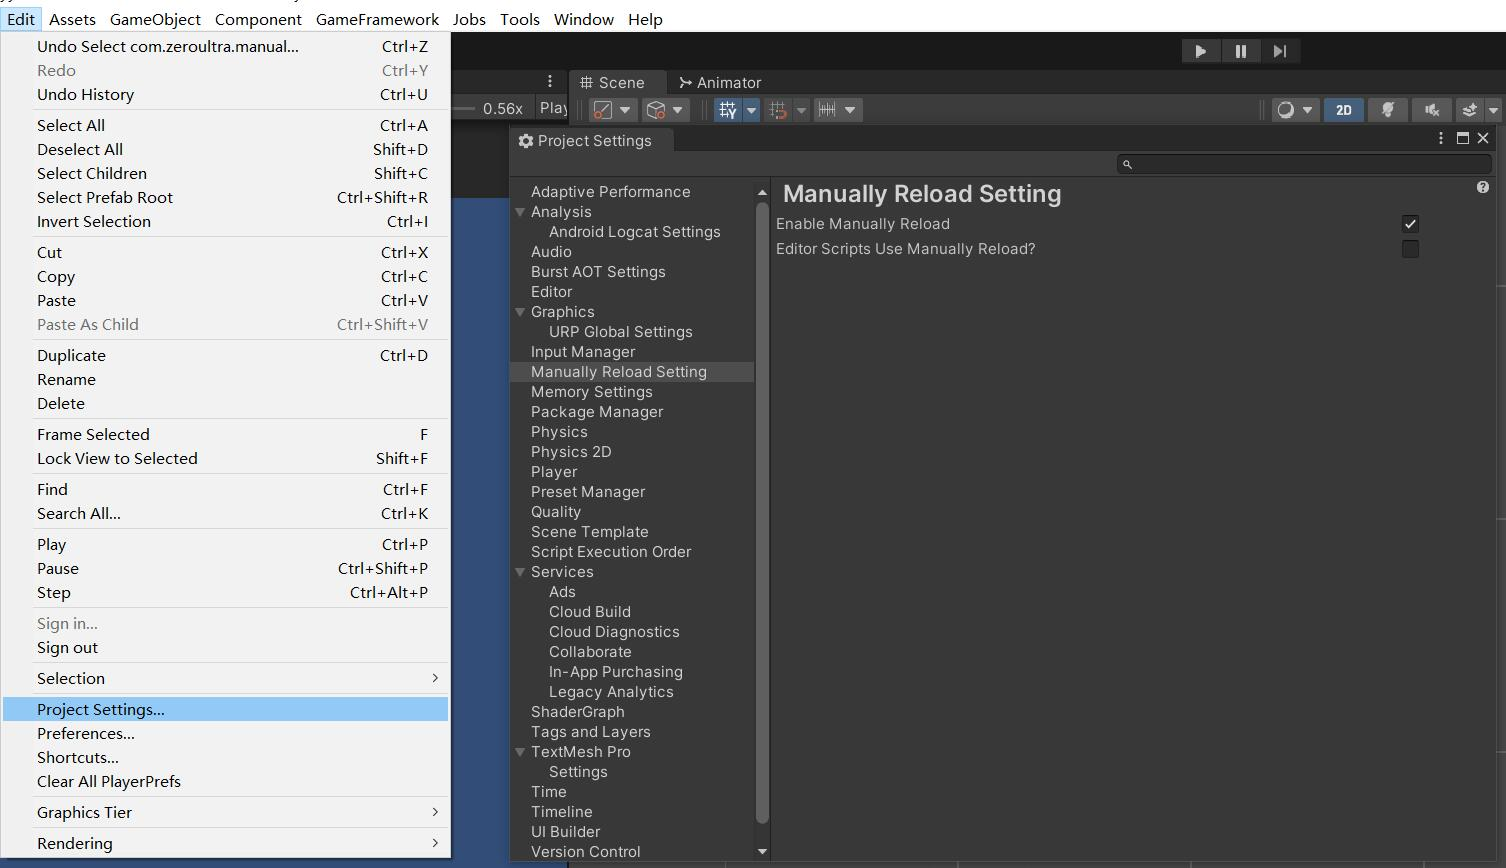 Edit Assets GameObject Component GameFramework Jobs Tools Window Help
Undo Select com.zeroultra.manual... Ctrl+Z
Redo Ctrl+Y
Undo History Ctrl+U
Select All Ctrl+A
Deselect All Shift+D
Select Children Shift+C
Select Prefab Root Ctrl+Shift+R
Invert Selection Ctrl+I
Cut Ctrl+X
Copy Ctrl+C
Paste Ctrl+V
Paste As Child Ctrl+Shift+V
Duplicate Ctrl+D
Rename
Delete
Frame Selected F
Lock View to Selected Shift+F
Find Ctrl+F
Search All... Ctrl+K
Play Ctrl+P
Pause Ctrl+Shift+P
Step Ctrl+Alt+P
Sign in...
Sign out
Selection
Project Settings...
Preferences...
Shortcuts...
Clear All PlayerPrefs
Graphics Tier
Rendering
Scene Animator
0.56x Play
2D
Project Settings
Adaptive Performance
Analysis
Android Logcat Settings
Audio
Burst AOT Settings
Editor
Graphics
URP Global Settings
Input Manager
Manually Reload Setting
Memory Settings
Package Manager
Physics
Physics 2D
Player
Preset Manager
Quality
Scene Template
Script Execution Order
Services
Ads
Cloud Build
Cloud Diagnostics
Collaborate
In-App Purchasing
Legacy Analytics
ShaderGraph
Tags and Layers
TextMesh Pro
Settings
Time
Timeline
UI Builder
Version Control
Manually Reload Setting
Enable Manually Reload
Editor Scripts Use Manually Reload?